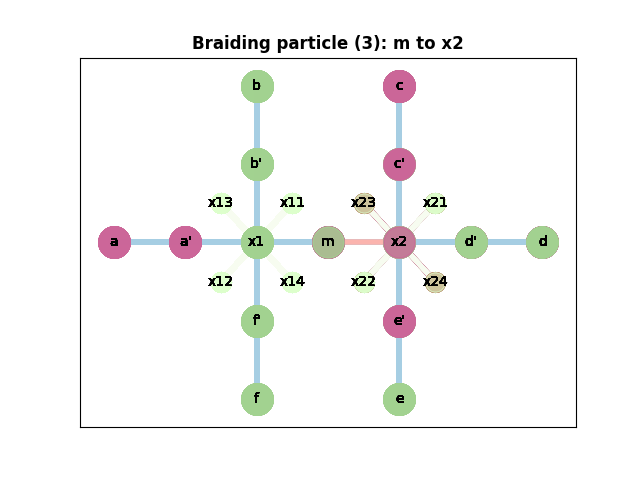 Braiding particle (3): m to x2
b c
b' c'
x13 x11 x23 x21
a a' x1 m x2 d' d
x12 x14 x22 x24
f' e'
f e